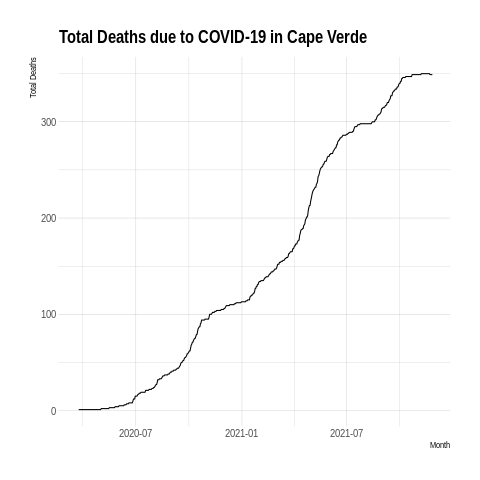 Total Deaths due to COVID-19 in Cape Verde
Total Deaths
300
200
100
0
2020-07 2021-01 2021-07
Month